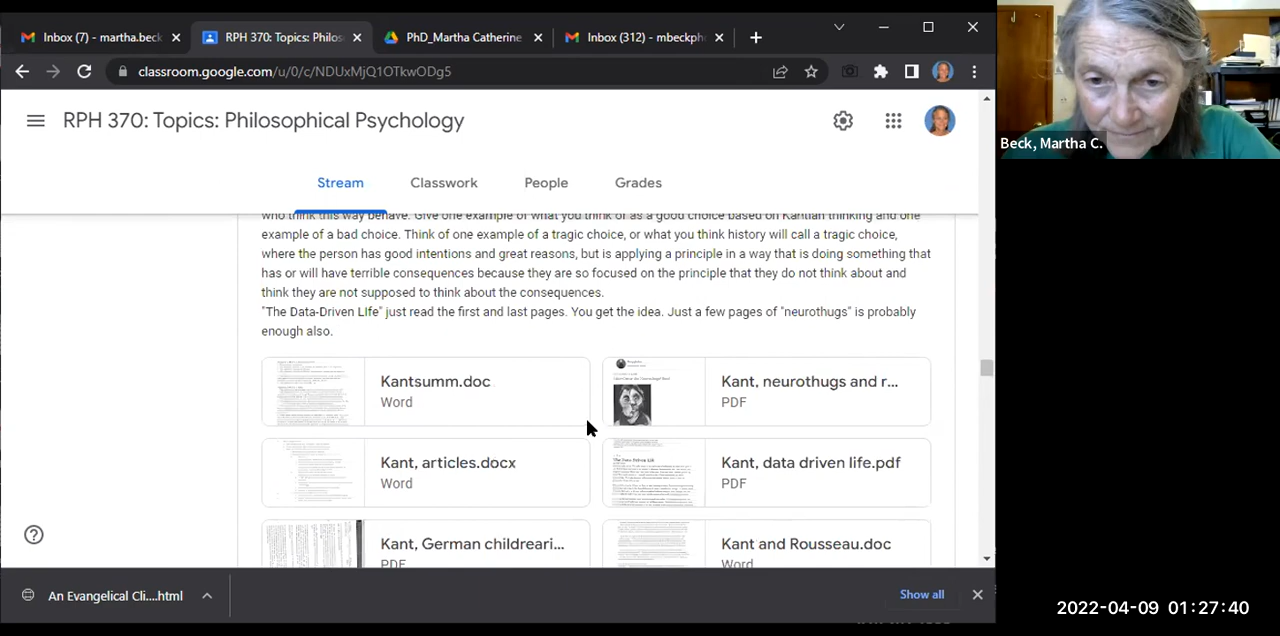 Inbox (7) - martha.beck
RPH 370: Topics: Philos
PhD_Martha Catherine
Inbox (312) - mbeckph
classroom.google.com/u/0/c/NDUxMjQ1OTkwODg5
RPH 370: Topics: Philosophical Psychology
Stream Classwork People Grades
who think this way behave. Give one example of what you think of as a good choice based on Kantian thinking and one
example of a bad choice. Think of one example of a tragic choice, or what you think history will call a tragic choice,
where the person has good intentions and great reasons, but is applying a principle in a way that is doing something that
has or will have terrible consequences because they are so focused on the principle that they do not think about and
think they are not supposed to think about the consequences.
"The Data-Driven LIfe" just read the first and last pages. You get the idea. Just a few pages of "neurothugs" is probably
enough also.
Kantsumm.doc
Word
Kant, neurothugs and r...
PDF
Kant, articles.docx
Word
Kant, data driven life.pdf
PDF
Kant, German childreari...
PDF
Kant and Rousseau.doc
Word
An Evangelical Cli....html
Show all
Beck, Martha C.
2022-04-09 01:27:40